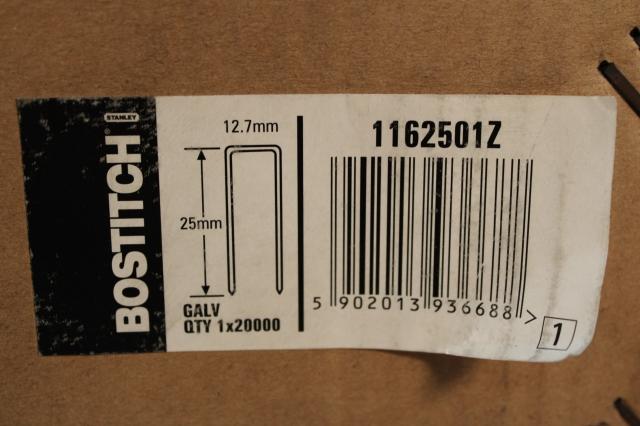 STANLEY
BOSTITCH
12.7mm
25mm
GALV
QTY 1x20000
1162501Z
5 902013 936688 >
1